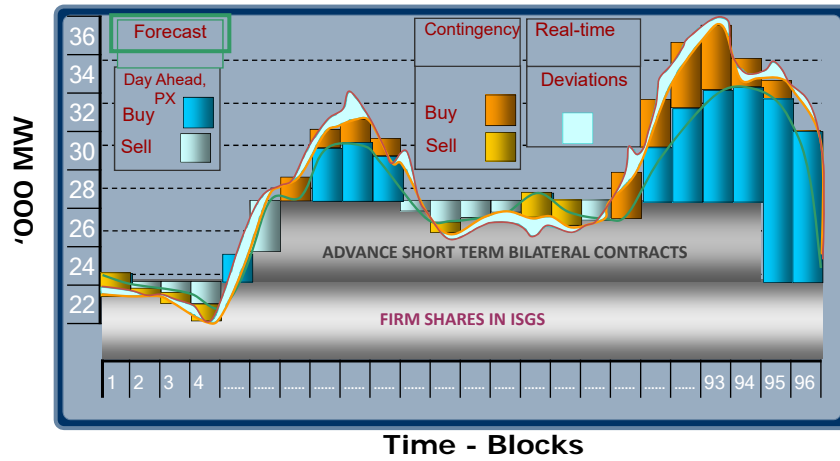 36
34
32
30
28
26
24
22
'000 MW
Forecast
Day Ahead,
PX
Buy
Sell
Contingency
Buy
Sell
Real-time
Deviations
ADVANCE SHORT TERM BILATERAL CONTRACTS
FIRM SHARES IN ISGS
1 2 3 4 ...... ...... ...... ...... ...... ...... ...... ...... ...... ...... ...... ...... ...... ...... ...... ...... 93 94 95 96
Time - Blocks